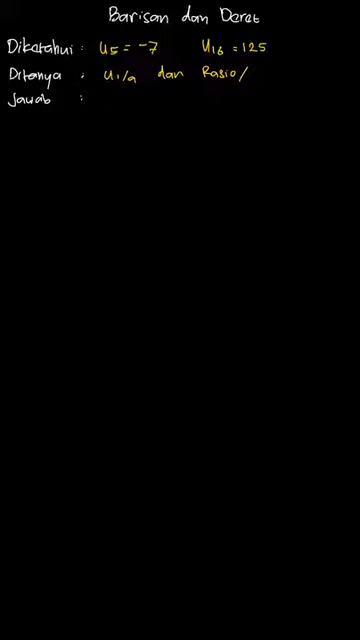 Barisan dan Deret
Diketahui : U5 = -7 U16 = 125
Ditanya : U1/a dan Rasio/
Jawab :